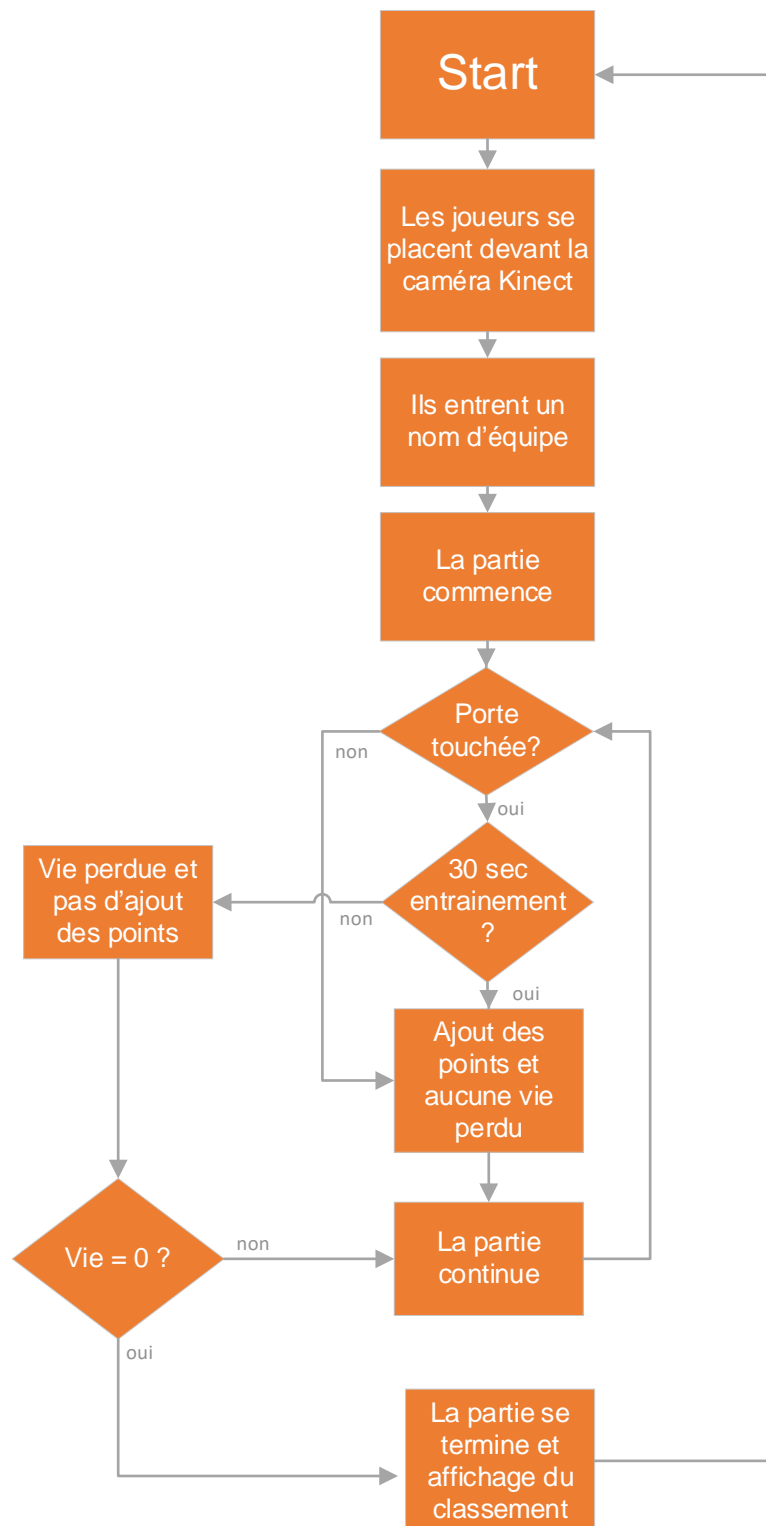 Start
Les joueurs se
placent devant la
caméra Kinect
Ils entrent un
nom d'équipe
La partie
commence
Porte
touchée?
non
oui
30 sec
entrainement
?
non
oui
Vie perdue et
pas d'ajout
des points
Ajout des
points et
aucune vie
perdu
Vie = 0 ?
non
La partie
continue
oui
La partie se
termine et
affichage du
classement